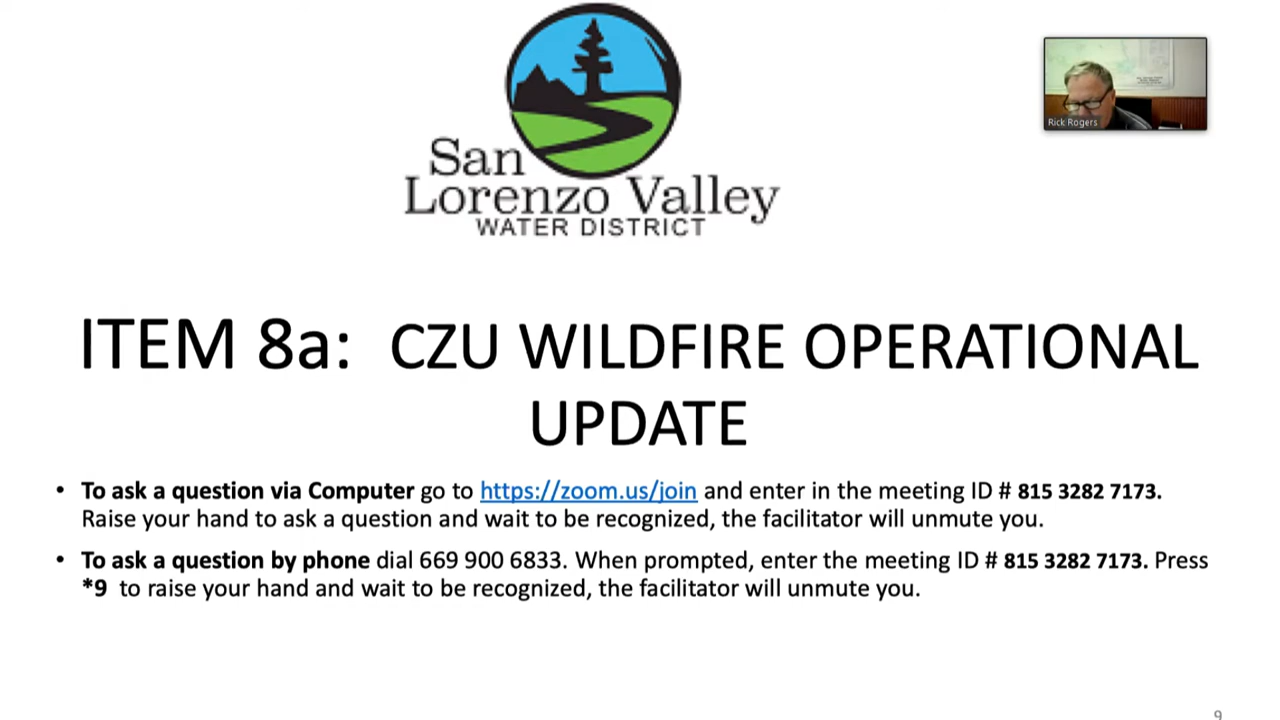 San
Lorenzo Valley
WATER DISTRICT
Rick Rogers
ITEM 8a: CZU WILDFIRE OPERATIONAL
UPDATE
• To ask a question via Computer go to https://zoom.us/join and enter in the meeting ID # 815 3282 7173.
Raise your hand to ask a question and wait to be recognized, the facilitator will unmute you.
• To ask a question by phone dial 669 900 6833. When prompted, enter the meeting ID # 815 3282 7173. Press
*9 to raise your hand and wait to be recognized, the facilitator will unmute you.
9